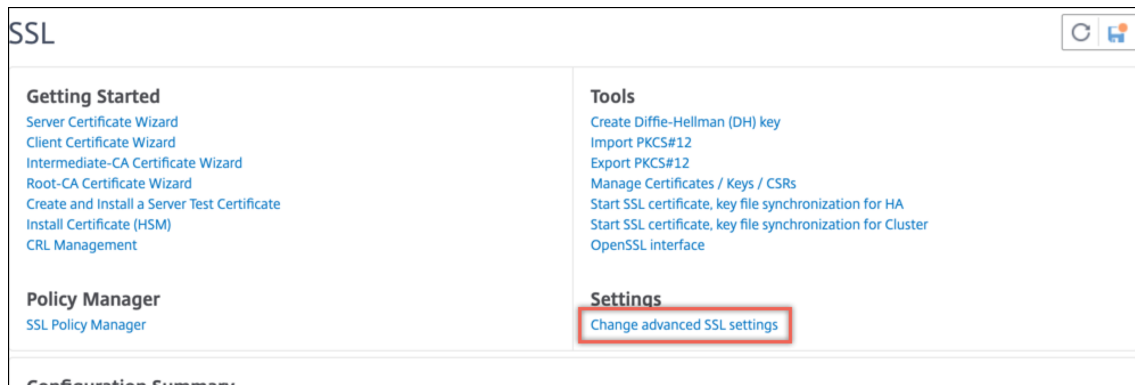 SSL
Getting Started
Server Certificate Wizard
Client Certificate Wizard
Intermediate-CA Certificate Wizard
Root-CA Certificate Wizard
Create and Install a Server Test Certificate
Install Certificate (HSM)
CRL Management
Tools
Create Diffie-Hellman (DH) key
Import PKCS#12
Export PKCS#12
Manage Certificates / Keys / CSRs
Start SSL certificate, key file synchronization for HA
Start SSL certificate, key file synchronization for Cluster
OpenSSL interface
Policy Manager
SSL Policy Manager
Settings
Change advanced SSL settings
Configuration Summary